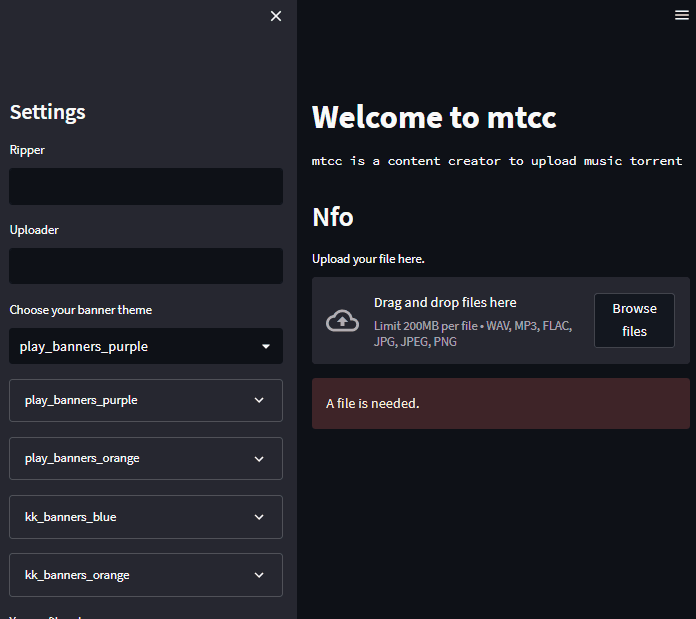 Settings
Ripper
Uploader
Choose your banner theme
play_banners_purple
play_banners_purple
play_banners_orange
kk_banners_blue
kk_banners_orange
Welcome to mtcc
mtcc is a content creator to upload music torrent
Nfo
Upload your file here.
Drag and drop files here
Limit 200MB per file • WAV, MP3, FLAC,
JPG, JPEG, PNG
Browse
files
A file is needed.